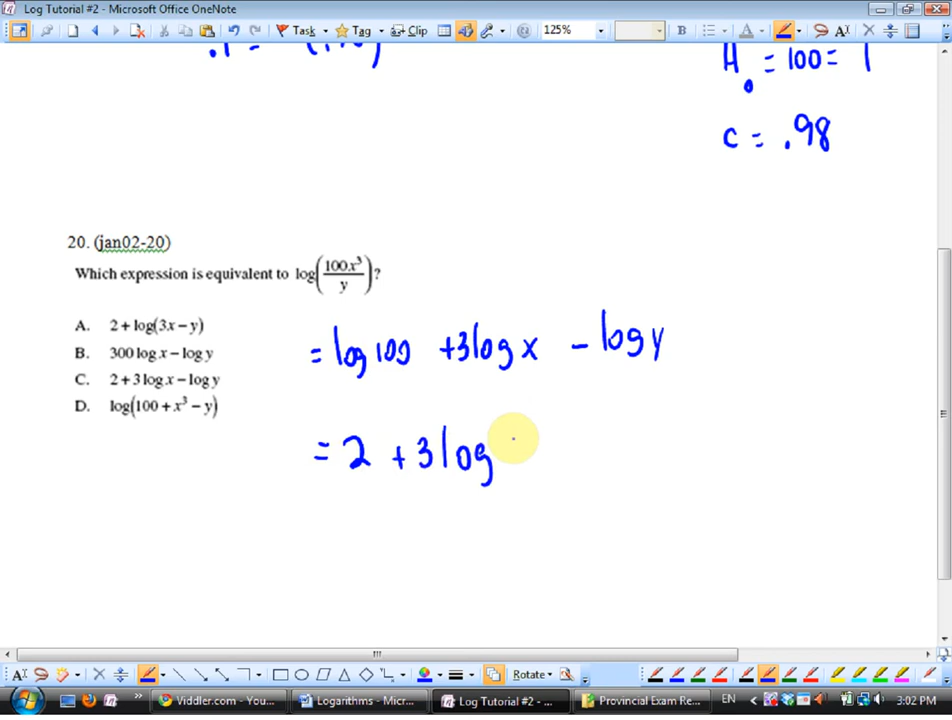 Log Tutorial #2 - Microsoft Office OneNote
Task Tag Clip 125% B A
H₀ = 100 = 1
c = .98
20. (jan02-20)
Which expression is equivalent to log(100x³/y)?
A. 2 + log(3x − y)
B. 300 log x − log y
C. 2 + 3 log x − log y
D. log(100 + x³ − y)
= log 100 + 3 log x − log y
= 2 + 3 log
Rotate
Viddler.com - You... Logarithms - Micr... Log Tutorial #2 - ... Provincial Exam Re... EN 3:02 PM